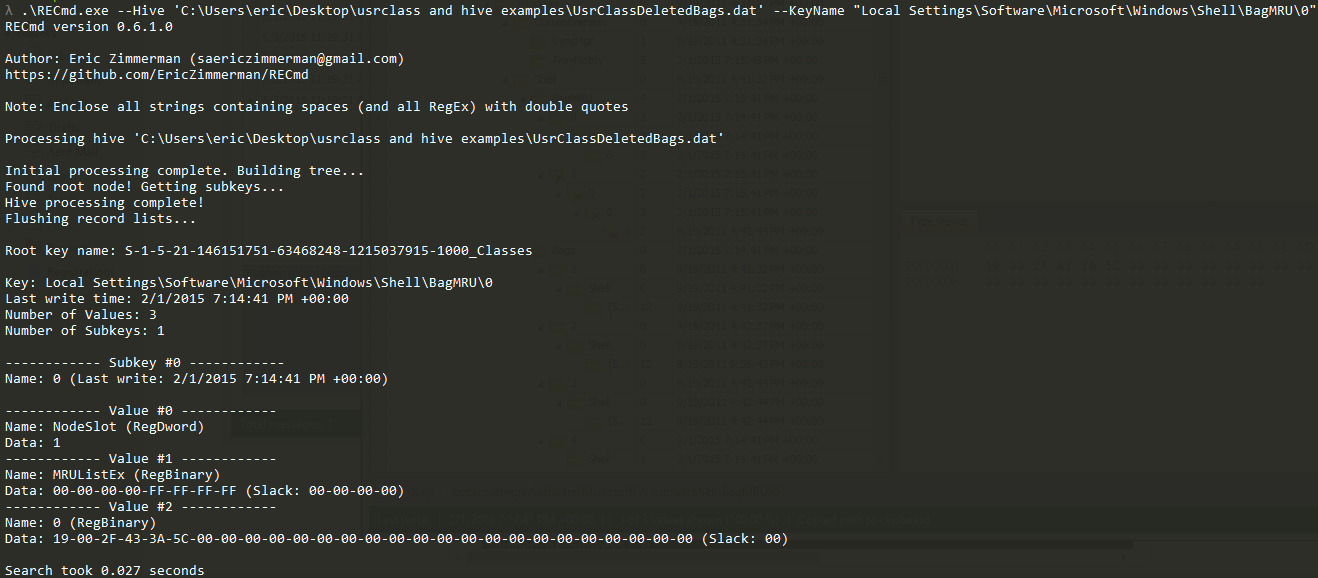 λ .\RECmd.exe --Hive 'C:\Users\eric\Desktop\usrclass and hive examples\UsrClassDeletedBags.dat' --KeyName "Local Settings\Software\Microsoft\Windows\Shell\BagMRU\0"
RECmd version 0.6.1.0
Author: Eric Zimmerman (saericzimmerman@gmail.com)
https://github.com/EricZimmerman/RECmd
Note: Enclose all strings containing spaces (and all RegEx) with double quotes
Processing hive 'C:\Users\eric\Desktop\usrclass and hive examples\UsrClassDeletedBags.dat'
Initial processing complete. Building tree...
Found root node! Getting subkeys...
Hive processing complete!
Flushing record lists...
Root key name: S-1-5-21-146151751-63468248-1215037915-1000_Classes
Key: Local Settings\Software\Microsoft\Windows\Shell\BagMRU\0
Last write time: 2/1/2015 7:14:41 PM +00:00
Number of Values: 3
Number of Subkeys: 1
------------ Subkey #0 ------------
Name: 0 (Last write: 2/1/2015 7:14:41 PM +00:00)
------------ Value #0 ------------
Name: NodeSlot (RegDword)
Data: 1
------------ Value #1 ------------
Name: MRUListEx (RegBinary)
Data: 00-00-00-00-FF-FF-FF-FF (Slack: 00-00-00-00)
------------ Value #2 ------------
Name: 0 (RegBinary)
Data: 19-00-2F-43-3A-5C-00-00-00-00-00-00-00-00-00-00-00-00-00-00-00-00-00-00-00-00-00 (Slack: 00)
Search took 0.027 seconds